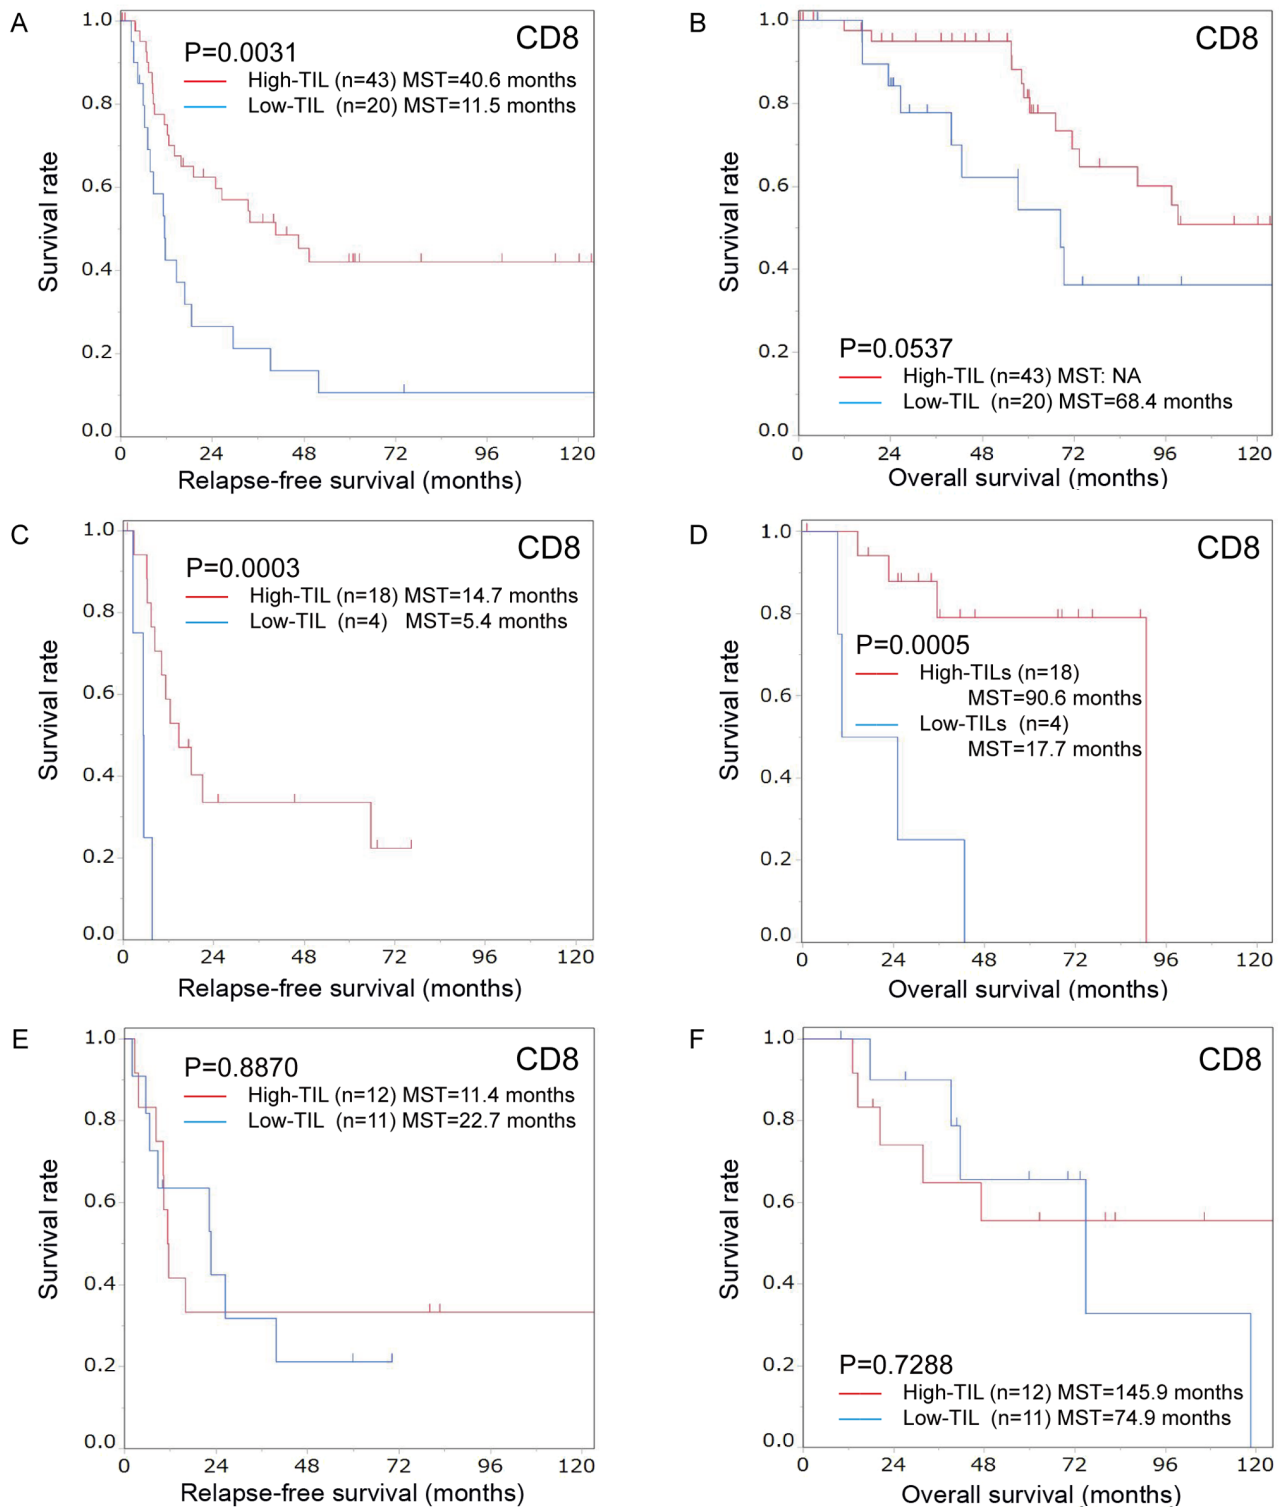 A
CD8
P=0.0031
High-TIL (n=43) MST=40.6 months
Low-TIL (n=20) MST=11.5 months
Survival rate
1.0
0.8
0.6
0.4
0.2
0.0
0 24 48 72 96 120
Relapse-free survival (months)
B
CD8
Survival rate
1.0
0.8
0.6
0.4
0.2
0.0
P=0.0537
High-TIL (n=43) MST: NA
Low-TIL (n=20) MST=68.4 months
0 24 48 72 96 120
Overall survival (months)
C
CD8
P=0.0003
High-TIL (n=18) MST=14.7 months
Low-TIL (n=4) MST=5.4 months
Survival rate
1.0
0.8
0.6
0.4
0.2
0.0
0 24 48 72 96 120
Relapse-free survival (months)
D
CD8
P=0.0005
High-TILs (n=18)
MST=90.6 months
Low-TILs (n=4)
MST=17.7 months
Survival rate
1.0
0.8
0.6
0.4
0.2
0.0
0 24 48 72 96 120
Overall survival (months)
E
CD8
P=0.8870
High-TIL (n=12) MST=11.4 months
Low-TIL (n=11) MST=22.7 months
Survival rate
1.0
0.8
0.6
0.4
0.2
0.0
0 24 48 72 96 120
Relapse-free survival (months)
F
CD8
Survival rate
1.0
0.8
0.6
0.4
0.2
0.0
P=0.7288
High-TIL (n=12) MST=145.9 months
Low-TIL (n=11) MST=74.9 months
0 24 48 72 96 120
Overall survival (months)